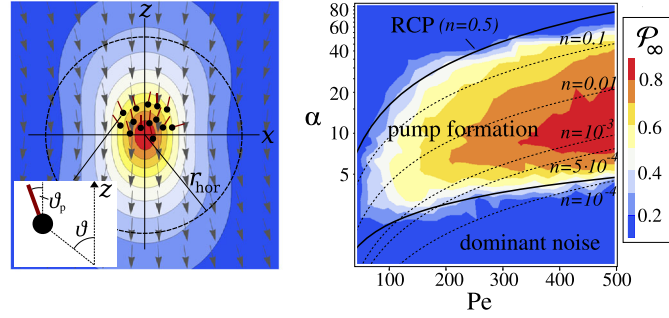 z
x
r_hor
z
ϑ_p
ϑ
α
80
40
20
10
5
RCP (n=0.5)
n=0.1
n=0.01
pump formation
n=10^-3
n=5·10^-4
n=10^-4
dominant noise
100 200 300 400 500
Pe
𝒫_∞
0.8
0.6
0.4
0.2